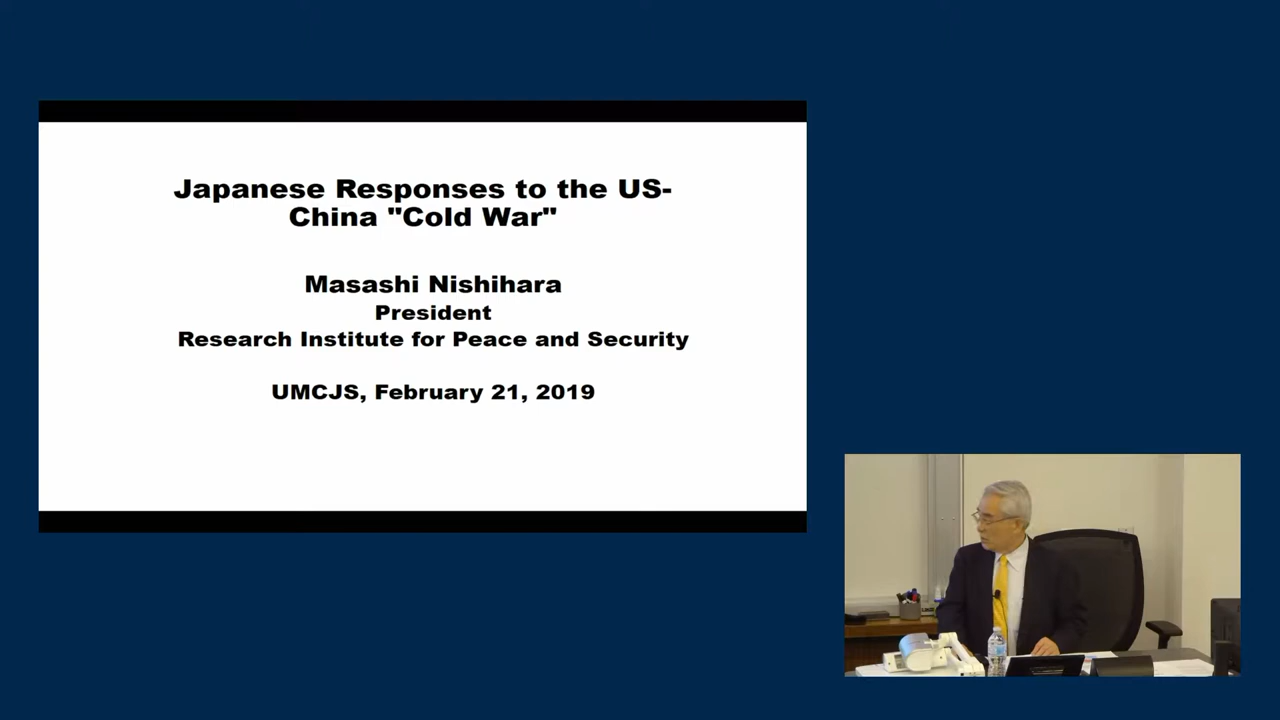 Japanese Responses to the US-
China "Cold War"
Masashi Nishihara
President
Research Institute for Peace and Security
UMCJS, February 21, 2019